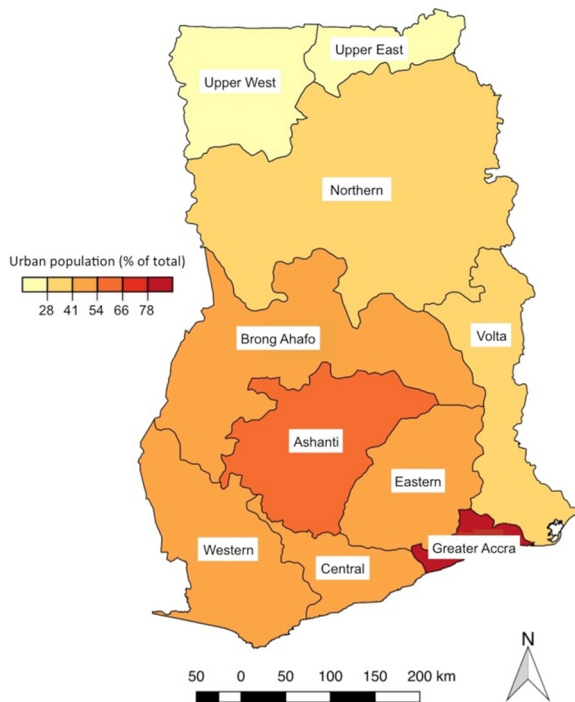 Upper East
Upper West
Northern
Urban population (% of total)
28 41 54 66 78
Volta
Brong Ahafo
Ashanti
Eastern
Greater Accra
Western
Central
N
50 0 50 100 150 200 km